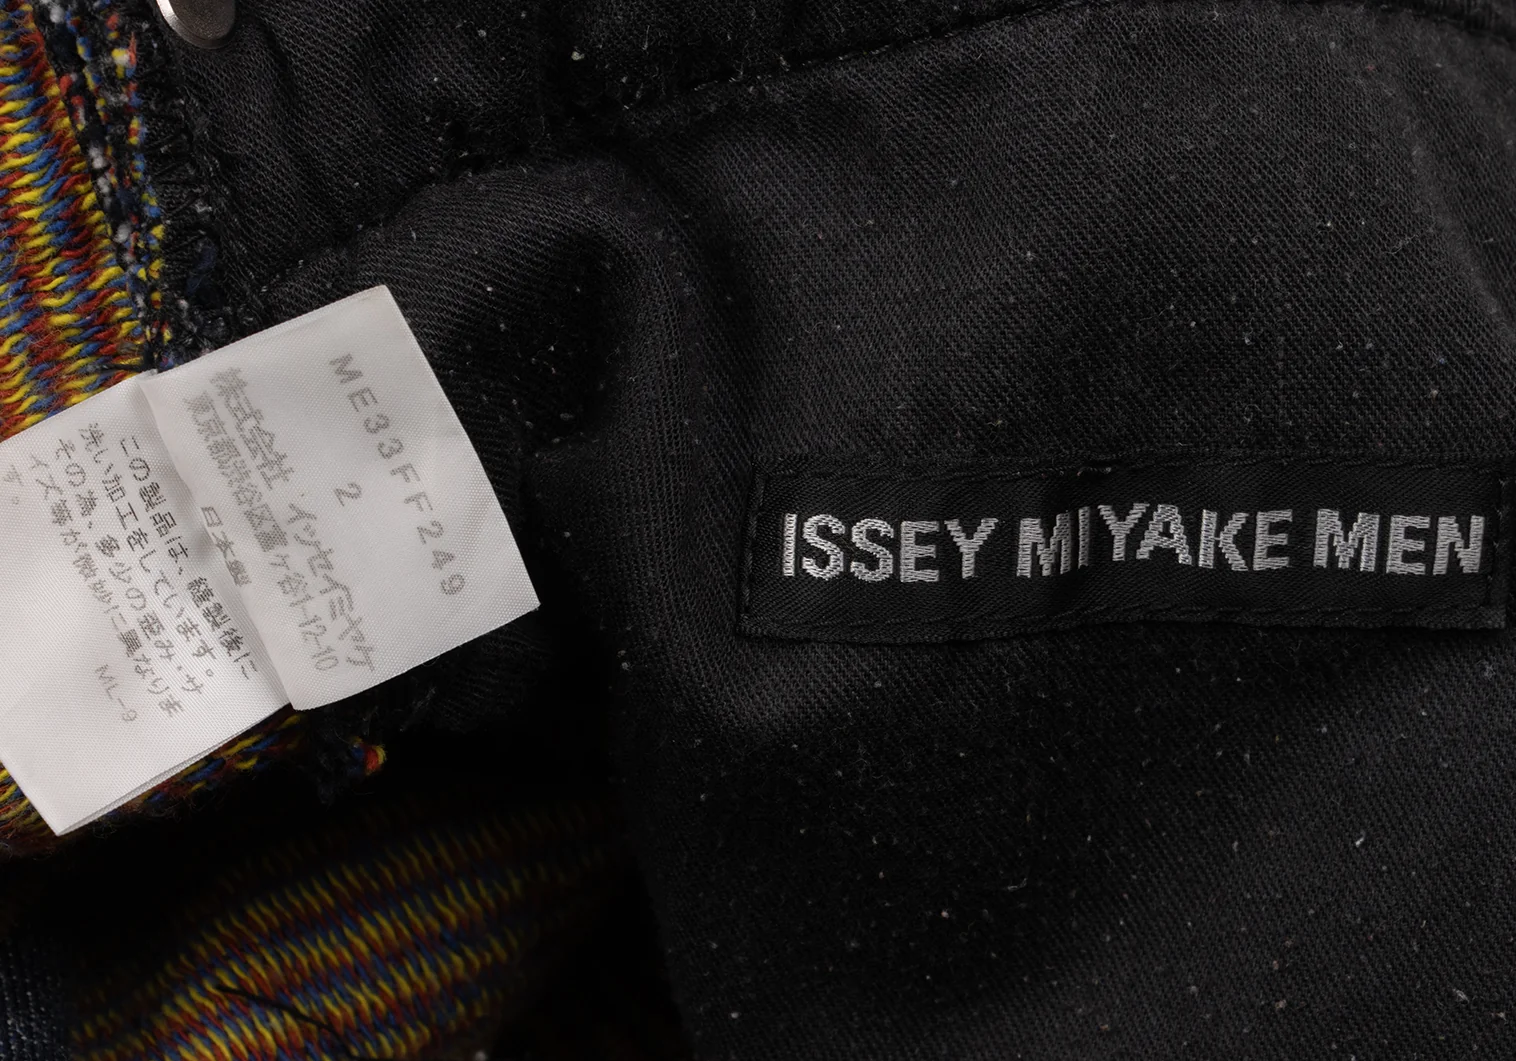 ME33FF249
2
株式会社 イッセイミヤケ
東京都渋谷区富ヶ谷1-12-10
日本製
この製品は、縫製後に
洗い加工をしています。
その為、多少の歪み・サ
イズ等が微妙に異なりま
す。
ML-9
ISSEY MIYAKE MEN